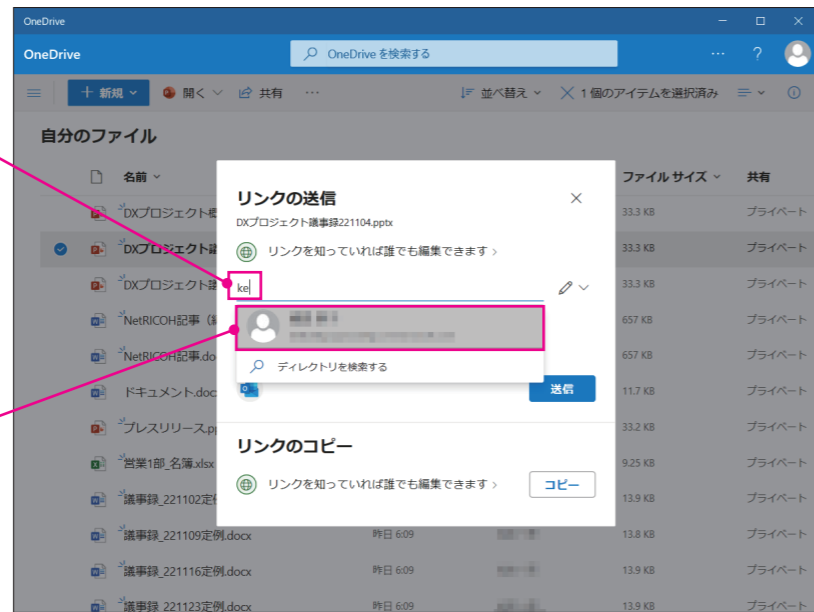 OneDrive
OneDrive
OneDrive を検索する
新規
開く
共有
並べ替え
1 個のアイテムを選択済み
自分のファイル
名前
ファイル サイズ
共有
DXプロジェクト
33.3 KB
プライベート
DXプロジェクト
33.3 KB
プライベート
DXプロジェクト
33.3 KB
プライベート
NetRICOH記事
657 KB
プライベート
NetRICOH記事.do
657 KB
プライベート
ドキュメント.doc
11.7 KB
プライベート
プレスリリース.p
33.2 KB
プライベート
営業1部_名簿.xlsx
9.25 KB
プライベート
議事録_221102定
13.9 KB
プライベート
議事録_221109定例.docx
昨日 6:09
13.8 KB
プライベート
議事録_221116定例.docx
昨日 6:09
13.9 KB
プライベート
議事録_221123定例.docx
昨日 6:09
13.9 KB
プライベート
リンクの送信
DXプロジェクト議事録221104.pptx
リンクを知っていれば誰でも編集できます
ke
ディレクトリを検索する
送信
リンクのコピー
リンクを知っていれば誰でも編集できます
コピー